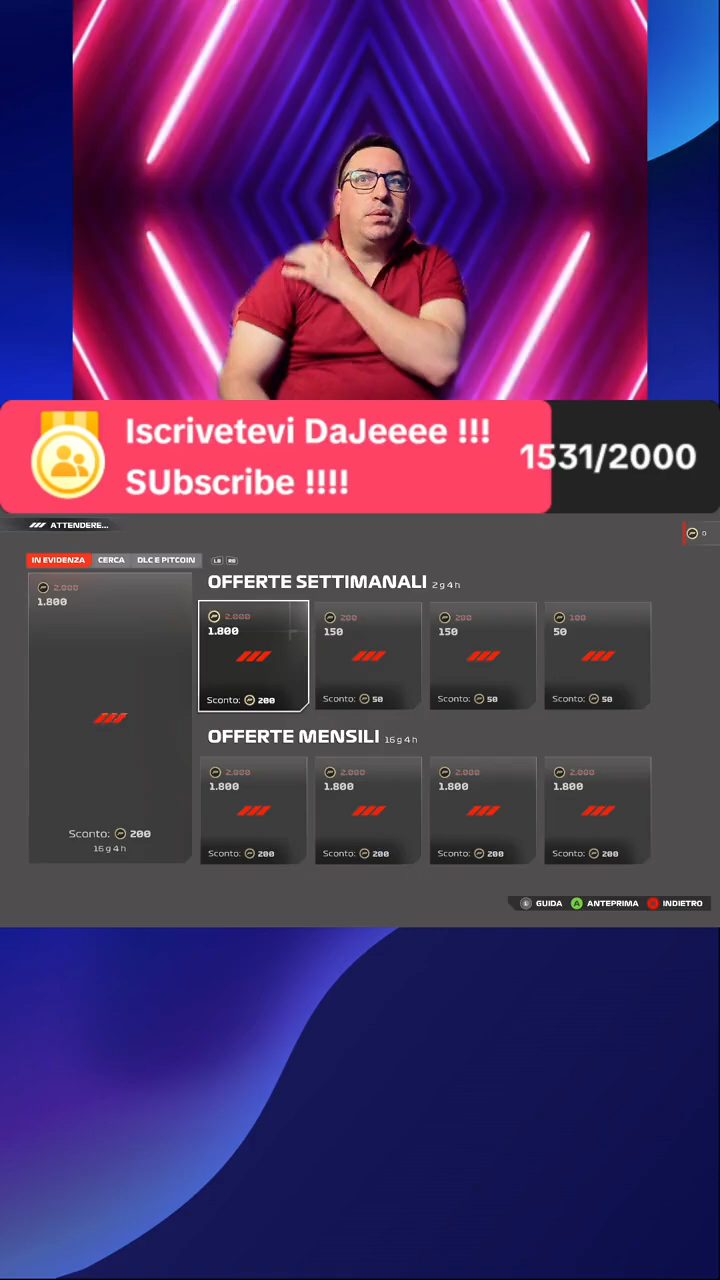 Iscrivetevi DaJeeee !!!
SUbscribe !!!!
1531/2000
ATTENDERE...
0
IN EVIDENZA
CERCA
DLC E PITCOIN
LB RB
OFFERTE SETTIMANALI 2 g 4 h
2.000
1.800
Sconto: 200
16 g 4 h
2.000
1.800
Sconto: 200
200
150
Sconto: 50
200
150
Sconto: 50
100
50
Sconto: 50
OFFERTE MENSILI 16 g 4 h
2.000
1.800
Sconto: 200
2.000
1.800
Sconto: 200
2.000
1.800
Sconto: 200
2.000
1.800
Sconto: 200
GUIDA
A ANTEPRIMA
INDIETRO